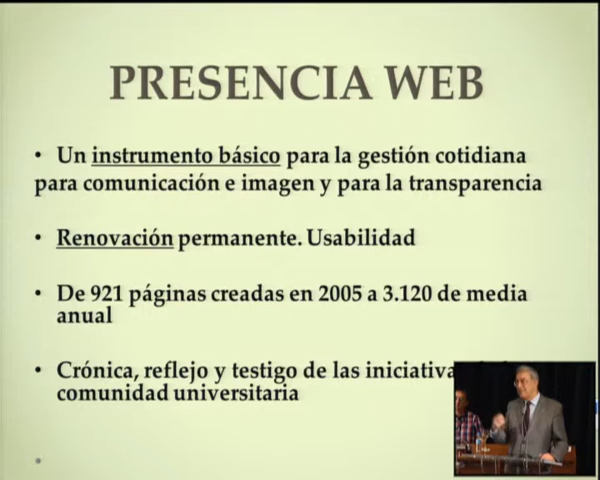 PRESENCIA WEB
• Un instrumento básico para la gestión cotidiana
para comunicación e imagen y para la transparencia
• Renovación permanente. Usabilidad
• De 921 páginas creadas en 2005 a 3.120 de media
anual
• Crónica, reflejo y testigo de las
comunidad universitaria